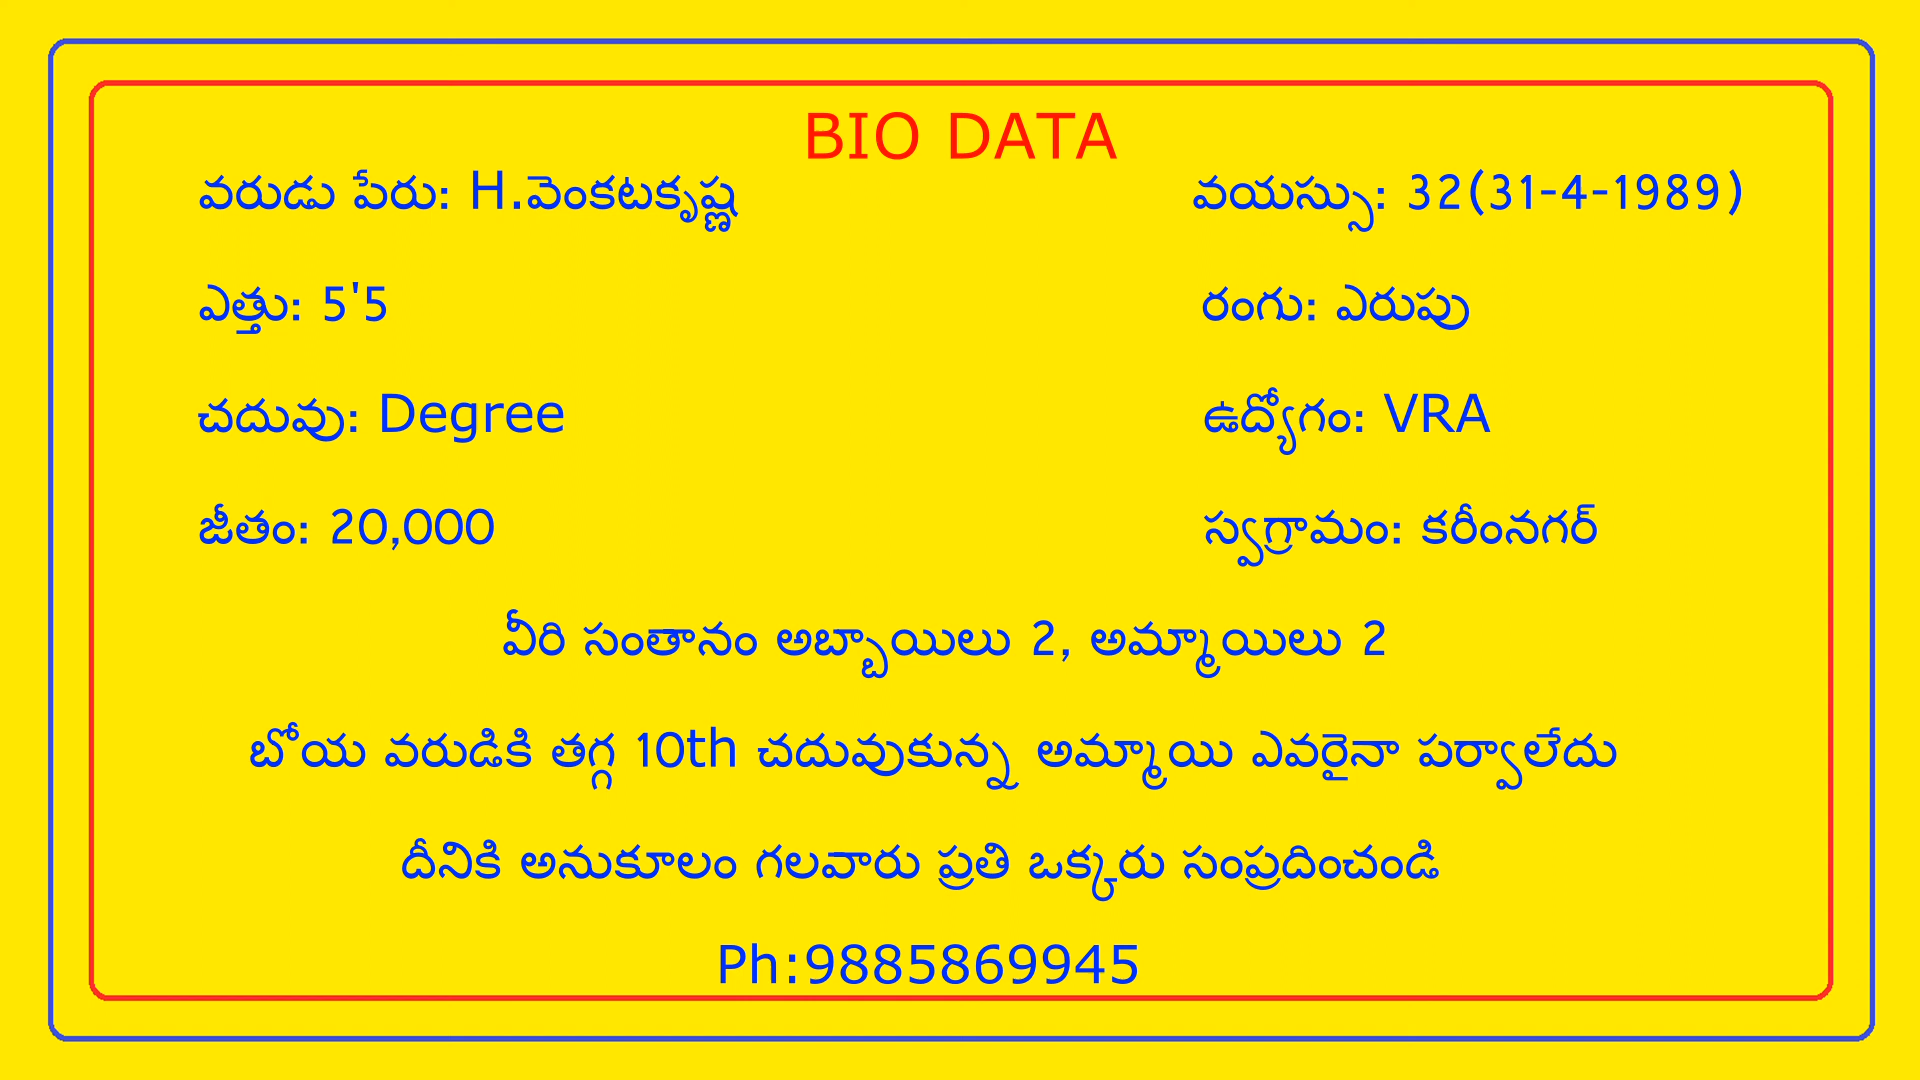 BIO DATA
వరుడు పేరు: H.వెంకటకృష్ణ వయస్సు: 32(31-4-1989)
ఎత్తు: 5'5 రంగు: ఎరుపు
చదువు: Degree ఉద్యోగం: VRA
జీతం: 20,000 స్వగ్రామం: కరీంనగర్
వీరి సంతానం అబ్బాయిలు 2, అమ్మాయిలు 2
బోయ వరుడికి తగ్గ 10th చదువుకున్న అమ్మాయి ఎవరైనా పర్వాలేదు
దీనికి అనుకూలం గలవారు ప్రతి ఒక్కరు సంప్రదించండి
Ph:9885869945